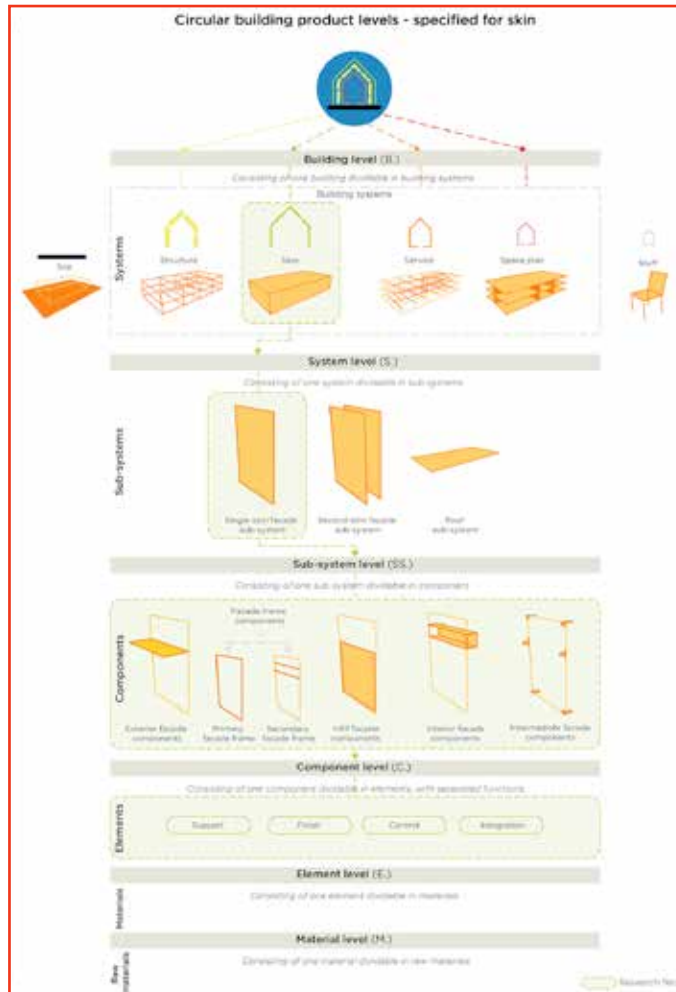 Circular building product levels - specified for skin
Building level (B.)
Consisting of one building dividable in building systems
Building systems
Systems
Site
Structure
Skin
Service
Space plan
Stuff
System level (S.)
Consisting of one system dividable in sub-systems
Sub-systems
Single skin facade
sub-system
Second skin facade
sub-system
Roof
sub-system
Sub-system level (SS.)
Consisting of one sub system dividable in component
Components
Facade frame
components
Exterior facade
components
Primary
facade frame
Secondary
facade frame
Infill facade
components
Interior facade
components
Intermediate facade
components
Component level (C.)
Consisting of one component dividable in elements, with separated functions
Elements
Support
Finish
Control
Integration
Element level (E.)
Consisting of one element dividable in materials
Materials
Material level (M.)
Consisting of one material dividable in raw materials
Raw
materials
Research